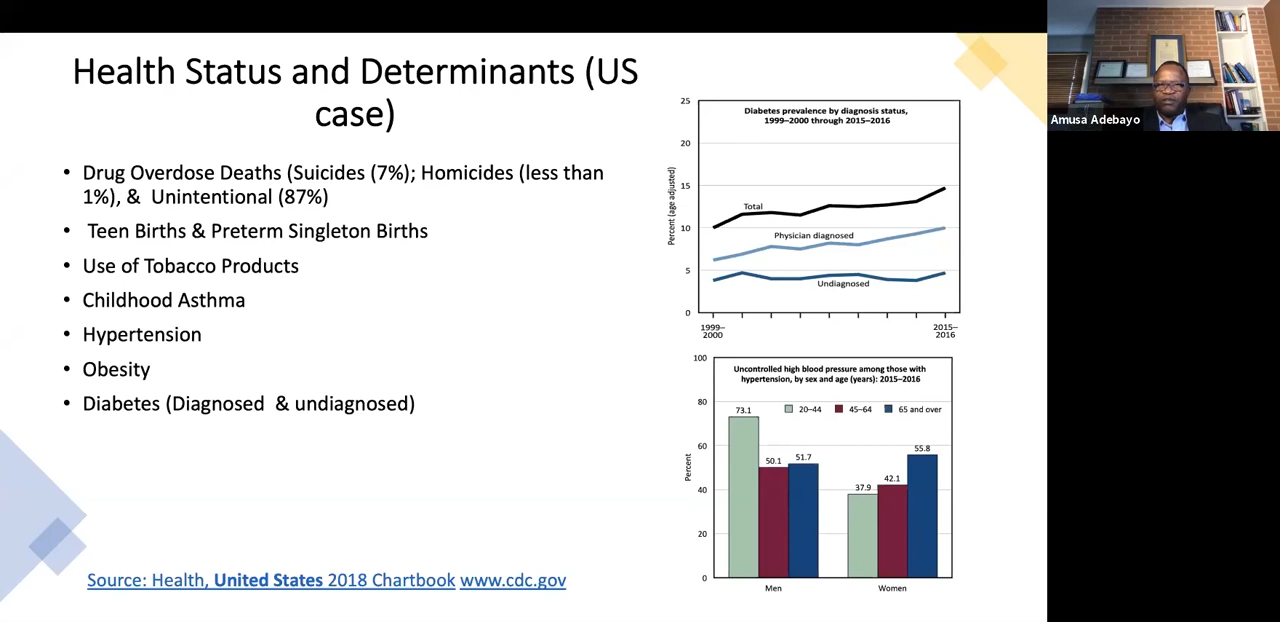 Health Status and Determinants (US
case)
• Drug Overdose Deaths (Suicides (7%); Homicides (less than
1%), & Unintentional (87%)
• Teen Births & Preterm Singleton Births
• Use of Tobacco Products
• Childhood Asthma
• Hypertension
• Obesity
• Diabetes (Diagnosed & undiagnosed)
Source: Health, United States 2018 Chartbook www.cdc.gov
Diabetes prevalence by diagnosis status,
1999–2000 through 2015–2016
Percent (age adjusted)
25
20
15
10
5
0
Total
Physician diagnosed
Undiagnosed
1999–
2000
2015–
2016
Uncontrolled high blood pressure among those with
hypertension, by sex and age (years): 2015–2016
20–44 45–64 65 and over
Percent
100
80
60
40
20
0
73.1
50.1
51.7
37.9
42.1
55.8
Men
Women
Amusa Adebayo